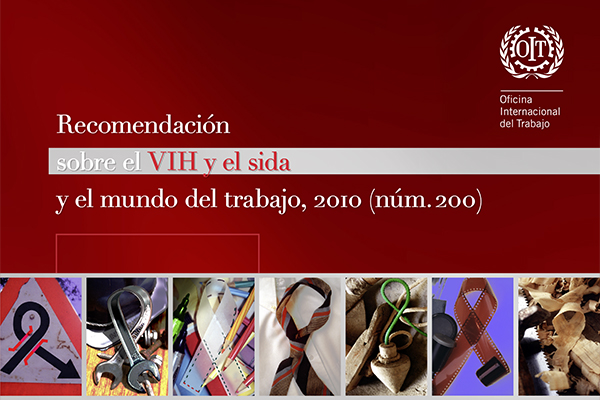 OIT
Oficina
Internacional
del Trabajo
Recomendación
sobre el VIH y el sida
y el mundo del trabajo, 2010 (núm. 200)